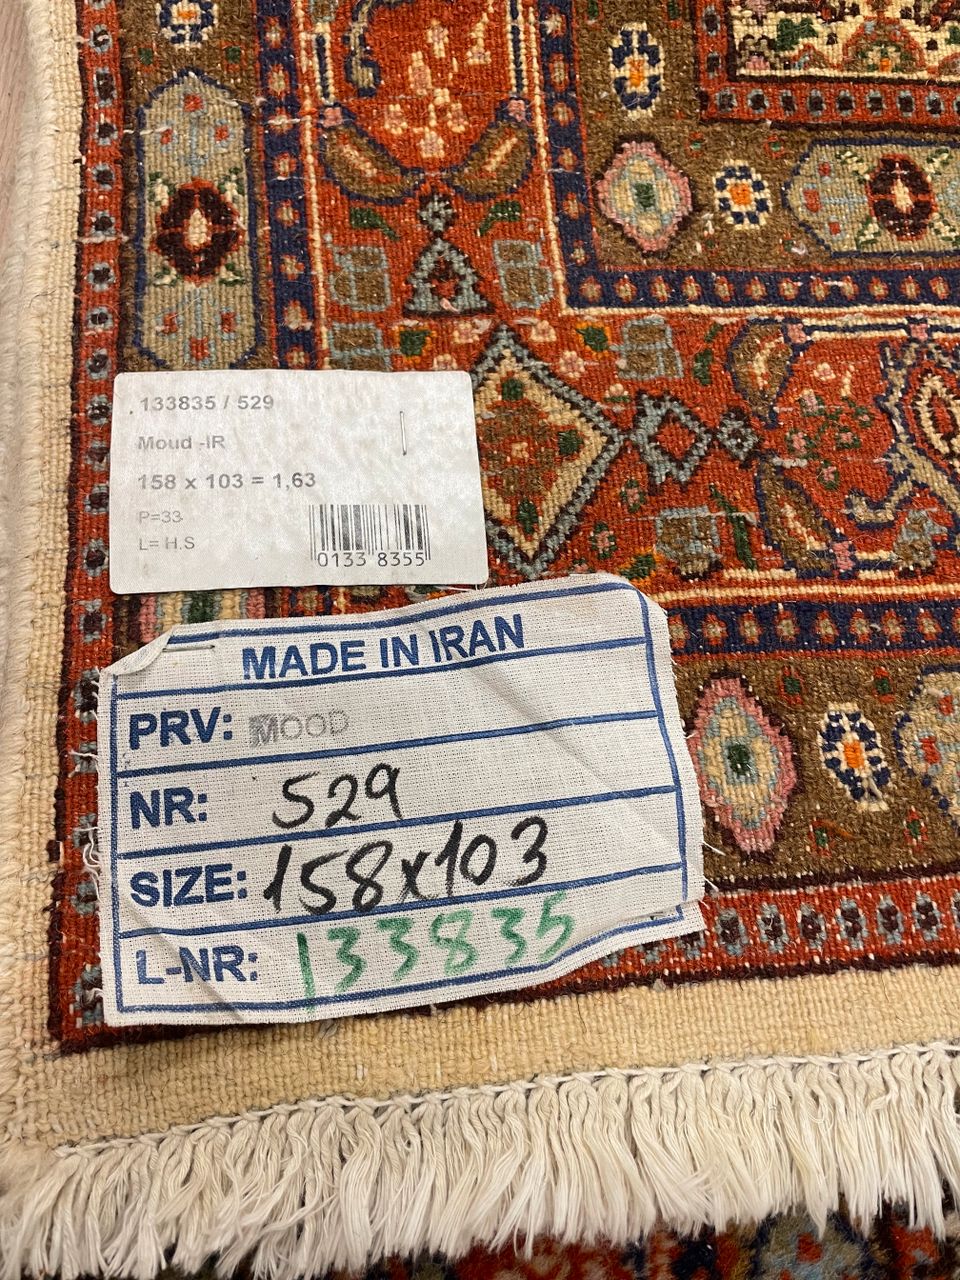 133835 / 529
Moud -IR
158 x 103 = 1,63
P=33
L= H.S
0133 8355
MADE IN IRAN
PRV: MOOD
NR: 529
SIZE: 158x103
L-NR: 133835